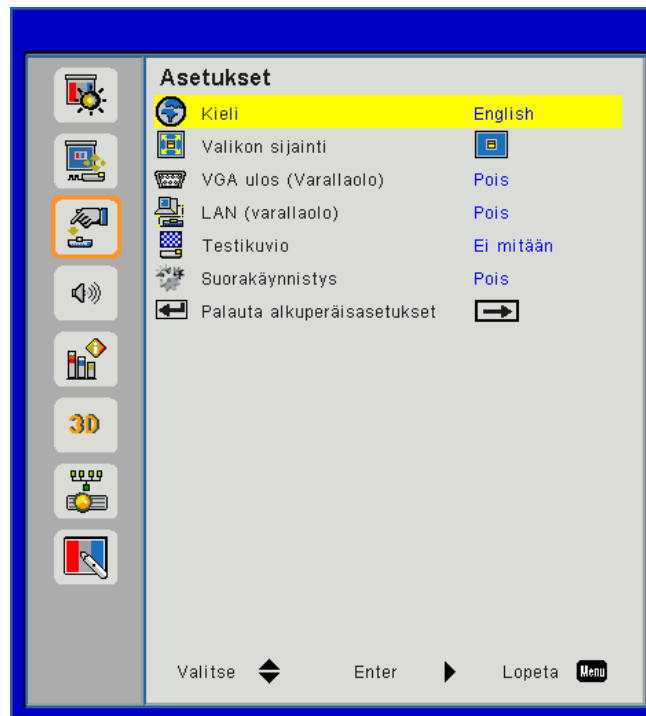 Asetukset
Kieli English
Valikon sijainti
VGA ulos (Varallaolo) Pois
LAN (varallaolo) Pois
Testikuvio Ei mitään
Suorakäynnistys Pois
Palauta alkuperäisasetukset
3D
Valitse Enter Lopeta Menu